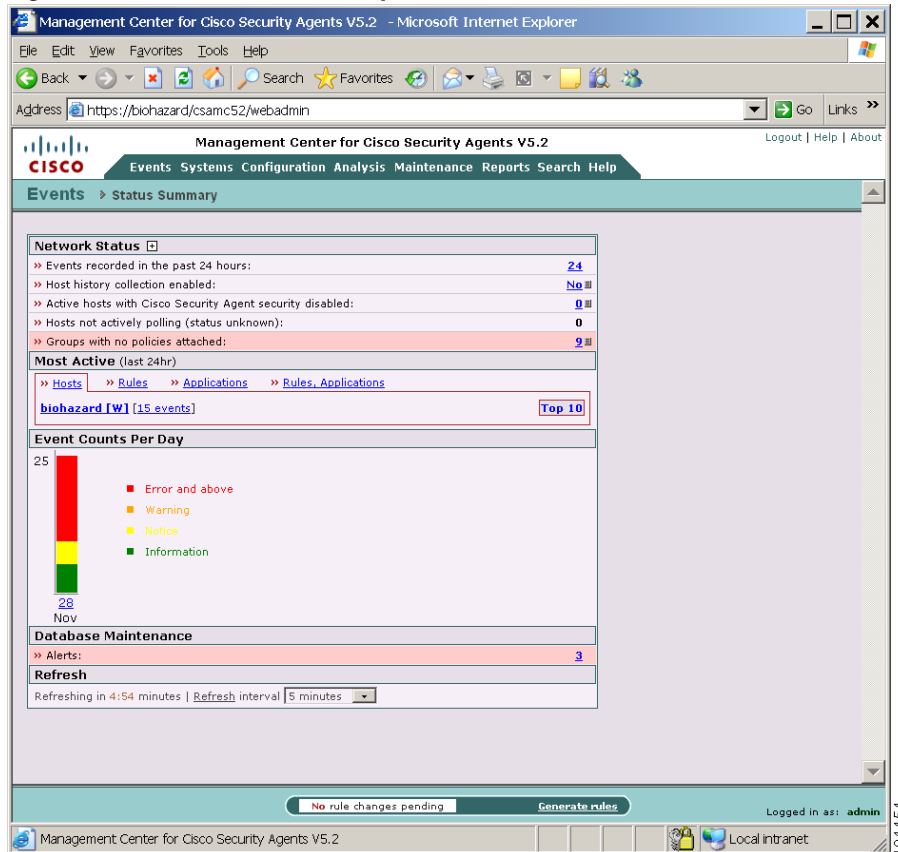 Management Center for Cisco Security Agents V5.2 - Microsoft Internet Explorer
File Edit View Favorites Tools Help
Back Search Favorites
Address https://biohazard/csamc52/webadmin Go Links »
Management Center for Cisco Security Agents V5.2 Logout | Help | About
CISCO Events Systems Configuration Analysis Maintenance Reports Search Help
Events Status Summary
Network Status
» Events recorded in the past 24 hours: 24
» Host history collection enabled: No
» Active hosts with Cisco Security Agent security disabled: 0
» Hosts not actively polling (status unknown): 0
» Groups with no policies attached: 9
Most Active (last 24hr)
» Hosts » Rules » Applications » Rules, Applications
biohazard [W] [15 events] Top 10
Event Counts Per Day
25
Error and above
Warning
Notice
Information
28
Nov
Database Maintenance
» Alerts: 3
Refresh
Refreshing in 4:54 minutes | Refresh interval 5 minutes
No rule changes pending Generate rules
Logged in as: admin
Management Center for Cisco Security Agents V5.2 Local intranet